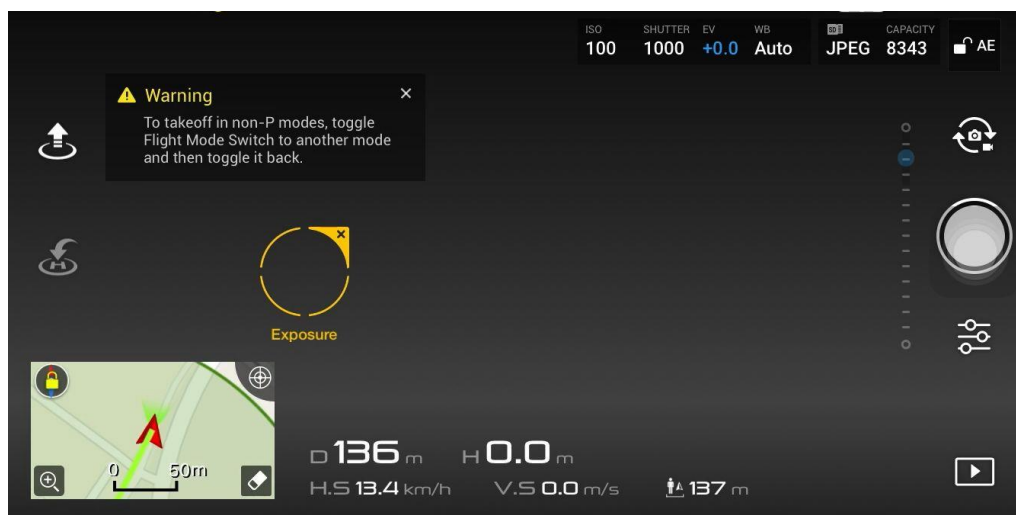 ISO
100
SHUTTER
1000
EV
+0.0
WB
Auto
JPEG
CAPACITY
8343
AE
Warning
To takeoff in non-P modes, toggle
Flight Mode Switch to another mode
and then toggle it back.
Exposure
0 50m
D 136 m
H 0.0 m
H.S 13.4 km/h
V.S 0.0 m/s
137 m